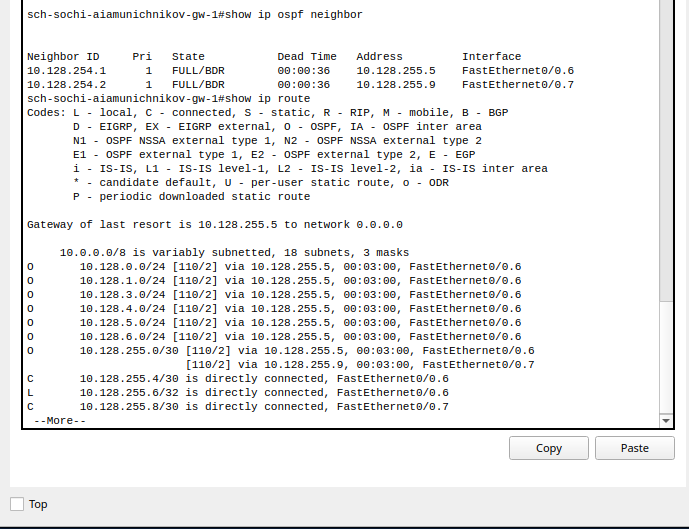 sch-sochi-aiamunichnikov-gw-1#show ip ospf neighbor
Neighbor ID     Pri   State           Dead Time   Address         Interface
10.128.254.1      1   FULL/BDR        00:00:36    10.128.255.5    FastEthernet0/0.6
10.128.254.2      1   FULL/BDR        00:00:36    10.128.255.9    FastEthernet0/0.7
sch-sochi-aiamunichnikov-gw-1#show ip route
Codes: L - local, C - connected, S - static, R - RIP, M - mobile, B - BGP
       D - EIGRP, EX - EIGRP external, O - OSPF, IA - OSPF inter area
       N1 - OSPF NSSA external type 1, N2 - OSPF NSSA external type 2
       E1 - OSPF external type 1, E2 - OSPF external type 2, E - EGP
       i - IS-IS, L1 - IS-IS level-1, L2 - IS-IS level-2, ia - IS-IS inter area
       * - candidate default, U - per-user static route, o - ODR
       P - periodic downloaded static route
Gateway of last resort is 10.128.255.5 to network 0.0.0.0
     10.0.0.0/8 is variably subnetted, 18 subnets, 3 masks
O       10.128.0.0/24 [110/2] via 10.128.255.5, 00:03:00, FastEthernet0/0.6
O       10.128.1.0/24 [110/2] via 10.128.255.5, 00:03:00, FastEthernet0/0.6
O       10.128.3.0/24 [110/2] via 10.128.255.5, 00:03:00, FastEthernet0/0.6
O       10.128.4.0/24 [110/2] via 10.128.255.5, 00:03:00, FastEthernet0/0.6
O       10.128.5.0/24 [110/2] via 10.128.255.5, 00:03:00, FastEthernet0/0.6
O       10.128.6.0/24 [110/2] via 10.128.255.5, 00:03:00, FastEthernet0/0.6
O       10.128.255.0/30 [110/2] via 10.128.255.5, 00:03:00, FastEthernet0/0.6
                        [110/2] via 10.128.255.9, 00:03:00, FastEthernet0/0.7
C       10.128.255.4/30 is directly connected, FastEthernet0/0.6
L       10.128.255.6/32 is directly connected, FastEthernet0/0.6
C       10.128.255.8/30 is directly connected, FastEthernet0/0.7
 --More--
Copy Paste
Top